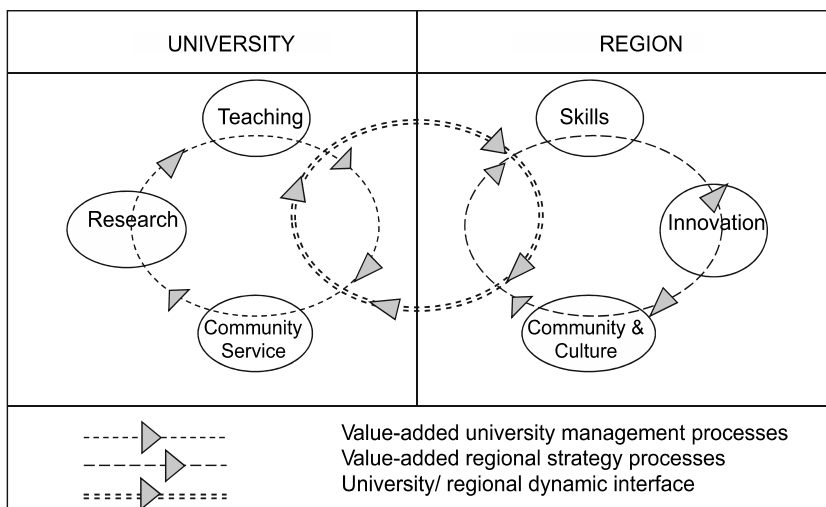 UNIVERSITY
REGION
Teaching
Skills
Research
Innovation
Community
Service
Community &
Culture
Value-added university management processes
Value-added regional strategy processes
University/ regional dynamic interface